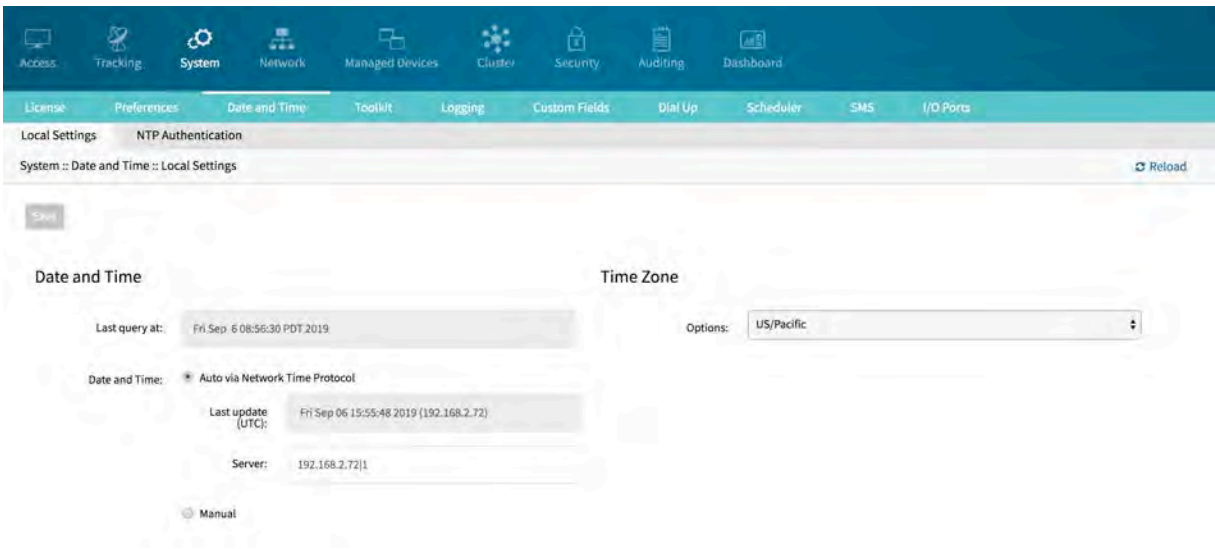 Access Tracking System Network Managed Devices Cluster Security Auditing Dashboard
License Preferences Date and Time Toolkit Logging Custom Fields Dial Up Scheduler SMS I/O Ports
Local Settings NTP Authentication
System :: Date and Time :: Local Settings Reload
Save
Date and Time Time Zone
Last query at: Fri Sep 6 08:56:30 PDT 2019 Options: US/Pacific
Date and Time: Auto via Network Time Protocol
Last update
(UTC): Fri Sep 06 15:55:48 2019 (192.168.2.72)
Server: 192.168.2.72|1
Manual